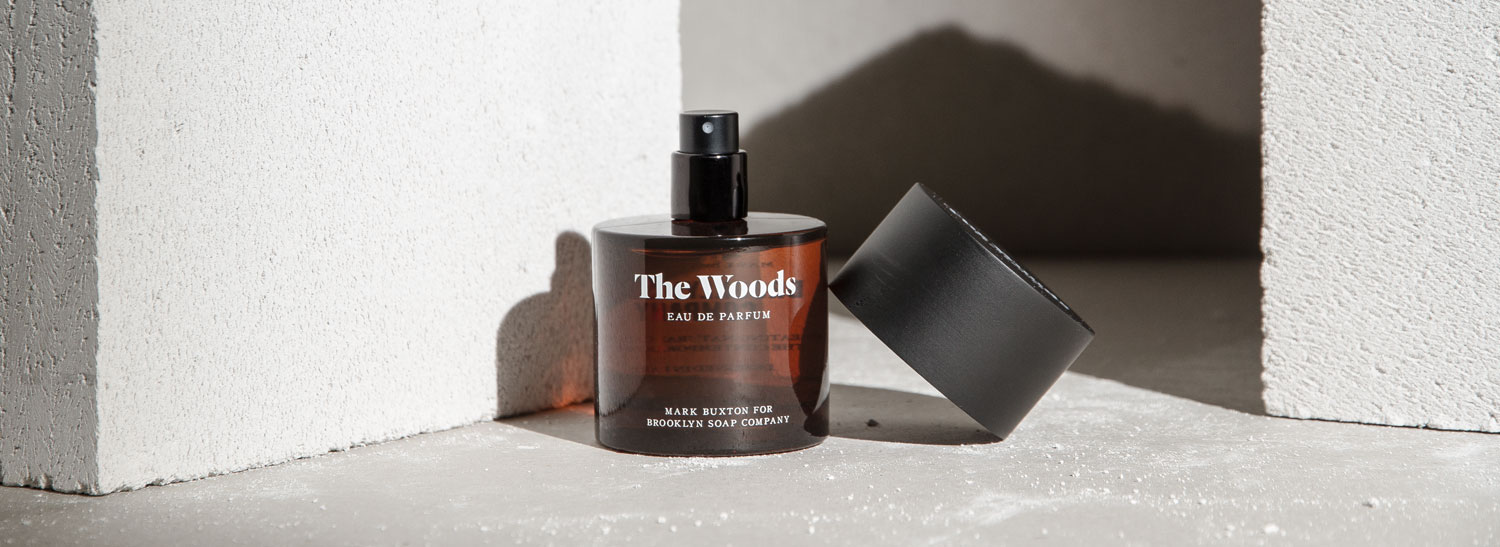 The Woods
EAU DE PARFUM
MARK BUXTON FOR
BROOKLYN SOAP COMPANY